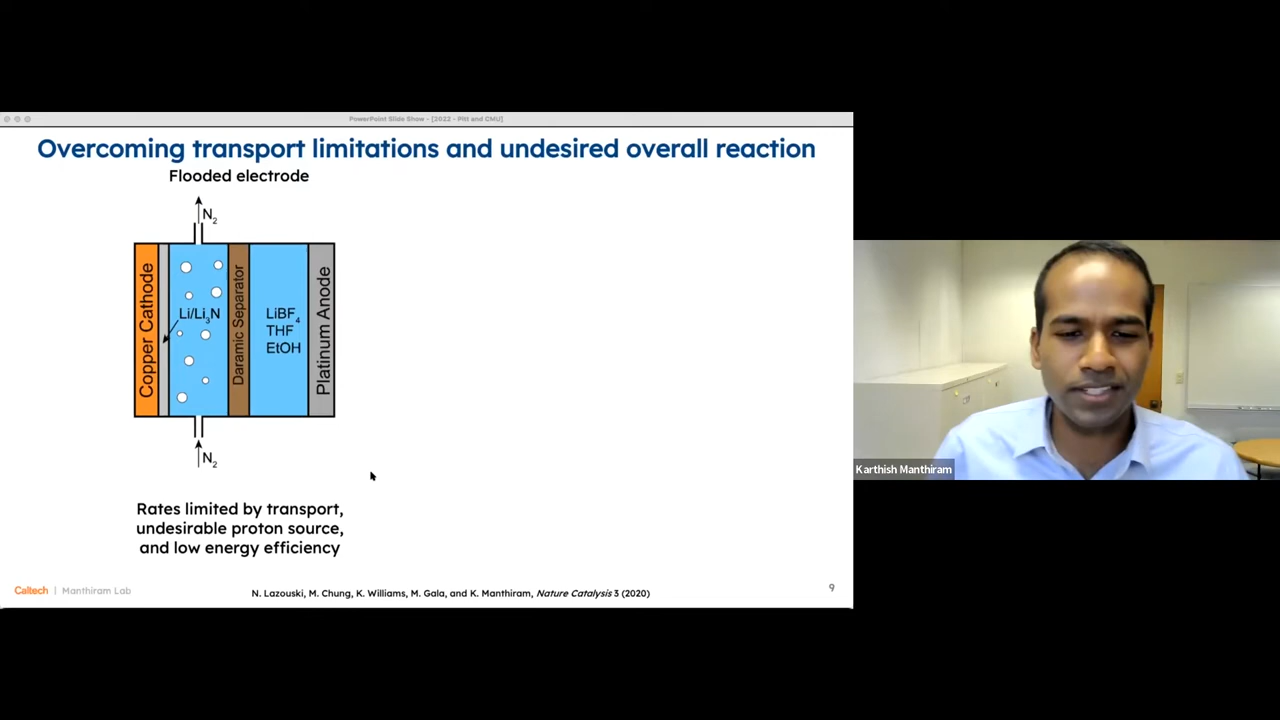 PowerPoint Slide Show - [2022 - Pitt and CMU]
Overcoming transport limitations and undesired overall reaction
Flooded electrode
N2
Copper Cathode
Li/Li3N
Daramic Separator
LiBF4
THF
EtOH
Platinum Anode
N2
Rates limited by transport,
undesirable proton source,
and low energy efficiency
Caltech | Manthiram Lab
N. Lazouski, M. Chung, K. Williams, M. Gala, and K. Manthiram, Nature Catalysis 3 (2020)
9
Karthish Manthiram